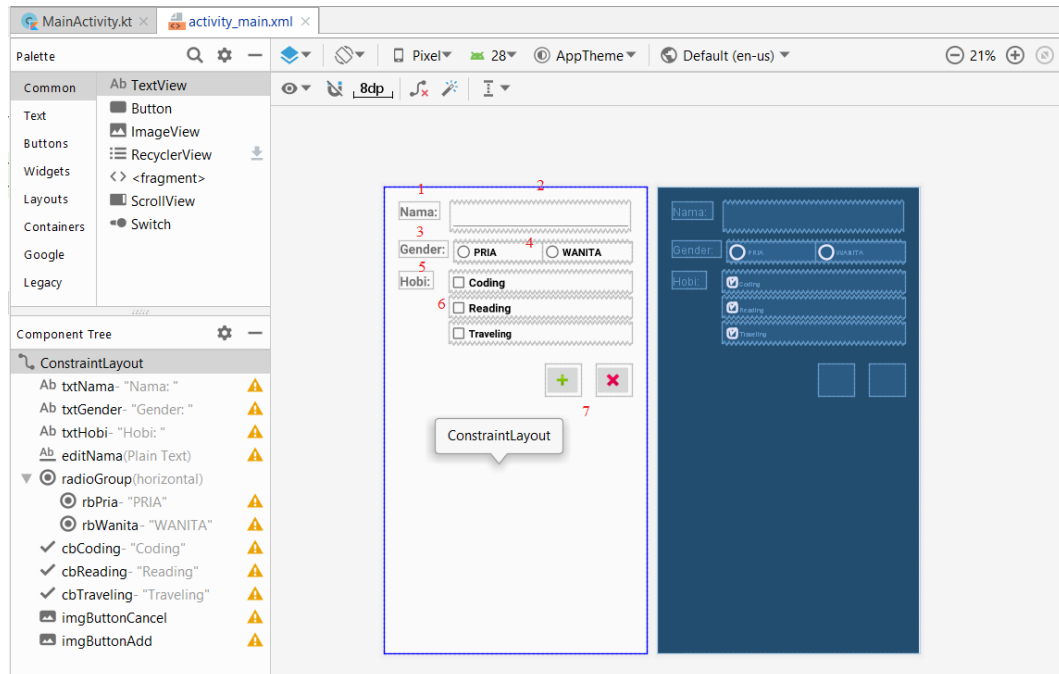 MainActivity.kt × activity_main.xml ×
Palette Pixel 28 AppTheme Default (en-us) 21%
Common Ab TextView 8dp
Text Button
Buttons ImageView
Widgets RecyclerView
Layouts <fragment>
Containers ScrollView
Google Switch
Legacy
1 2
Nama:
3 4
Gender: PRIA WANITA
5
Hobi: Coding
6 Reading
Traveling
7
ConstraintLayout
Nama:
Gender: PRIA WANITA
Hobi: Coding
Reading
Traveling
Component Tree
ConstraintLayout
Ab txtNama- "Nama: "
Ab txtGender- "Gender: "
Ab txtHobi- "Hobi: "
Ab editNama(Plain Text)
radioGroup(horizontal)
rbPria- "PRIA"
rbWanita- "WANITA"
cbCoding- "Coding"
cbReading- "Reading"
cbTraveling- "Traveling"
imgButtonCancel
imgButtonAdd